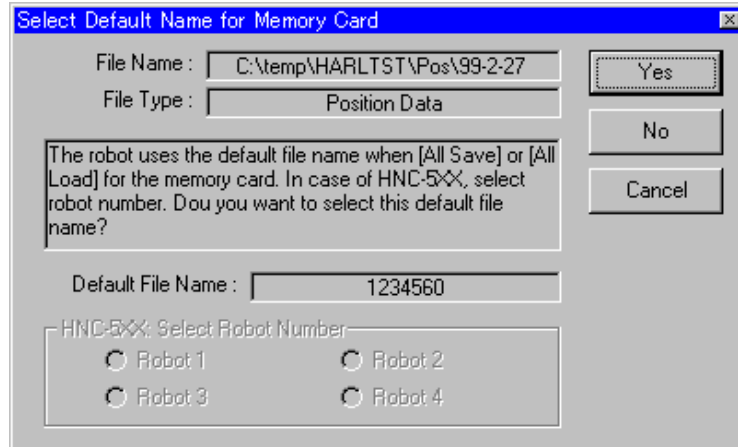 Select Default Name for Memory Card
File Name : C:\temp\HARLTST\Pos\99-2-27
File Type : Position Data
Yes
No
Cancel
The robot uses the default file name when [All Save] or [All
Load] for the memory card. In case of HNC-5XX, select
robot number. Dou you want to select this default file
name?
Default File Name : 1234560
HNC-5XX: Select Robot Number
Robot 1 Robot 2
Robot 3 Robot 4